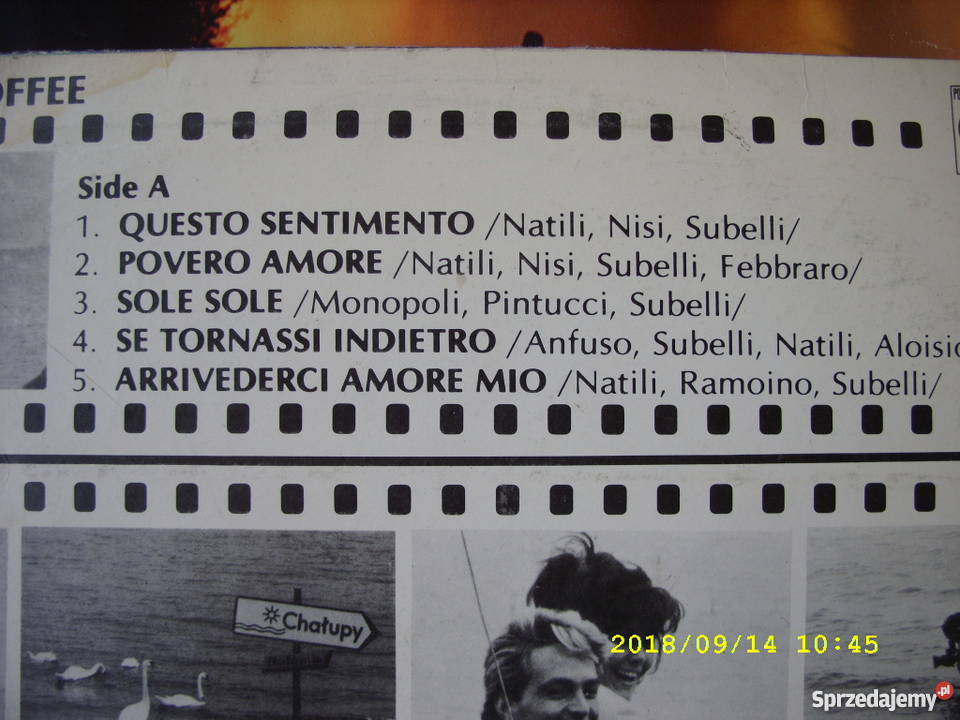 OFFEE
Side A
1. QUESTO SENTIMENTO /Natili, Nisi, Subelli/
2. POVERO AMORE /Natili, Nisi, Subelli, Febbraro/
3. SOLE SOLE /Monopoli, Pintucci, Subelli/
4. SE TORNASSI INDIETRO /Anfuso, Subelli, Natili, Aloisio
5. ARRIVEDERCI AMORE MIO /Natili, Ramoino, Subelli/
Chałupy
2018/09/14 10:45
Sprzedajemy.pl